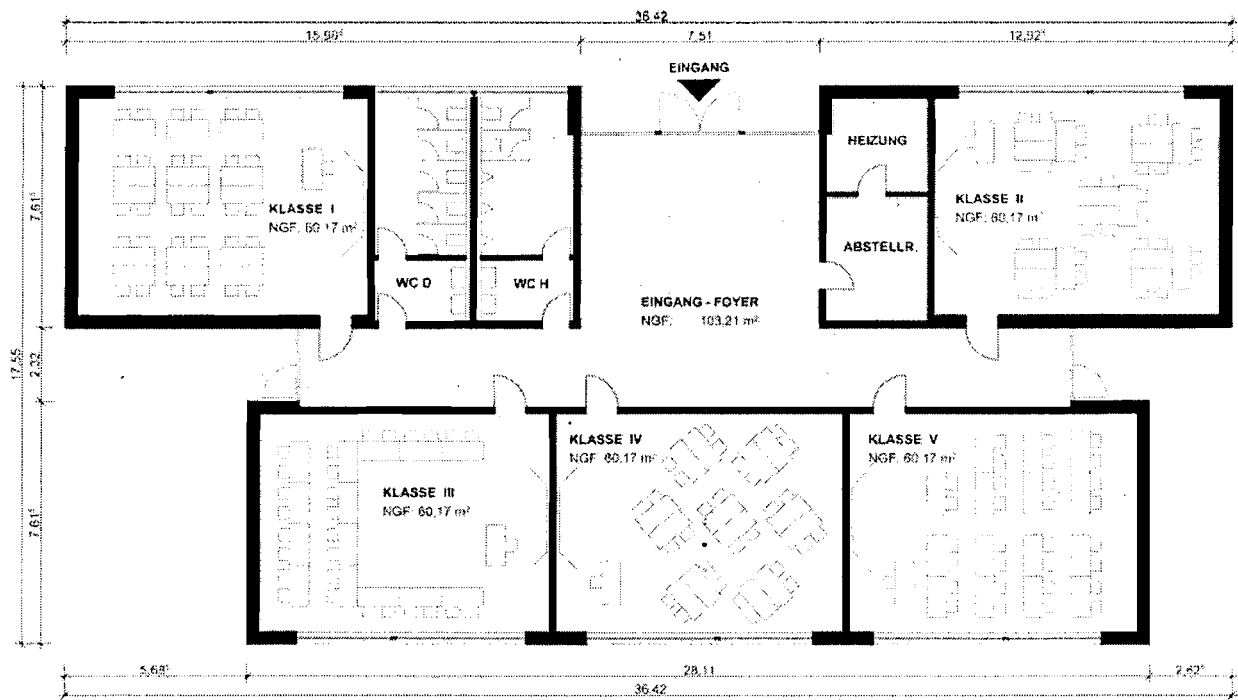 36.42
15.98⁵
7.51
12.92⁵
EINGANG
HEIZUNG
KLASSE I
NGF: 60,17 m²
KLASSE II
NGF: 60,17 m²
7.61⁵
ABSTELLR.
WC D
WC H
EINGANG - FOYER
NGF: 103,21 m²
17.55
2.32
KLASSE III
NGF: 60,17 m²
KLASSE IV
NGF: 60,17 m²
KLASSE V
NGF: 60,17 m²
7.61⁵
5.68⁵
28.11
2.62⁵
36.42